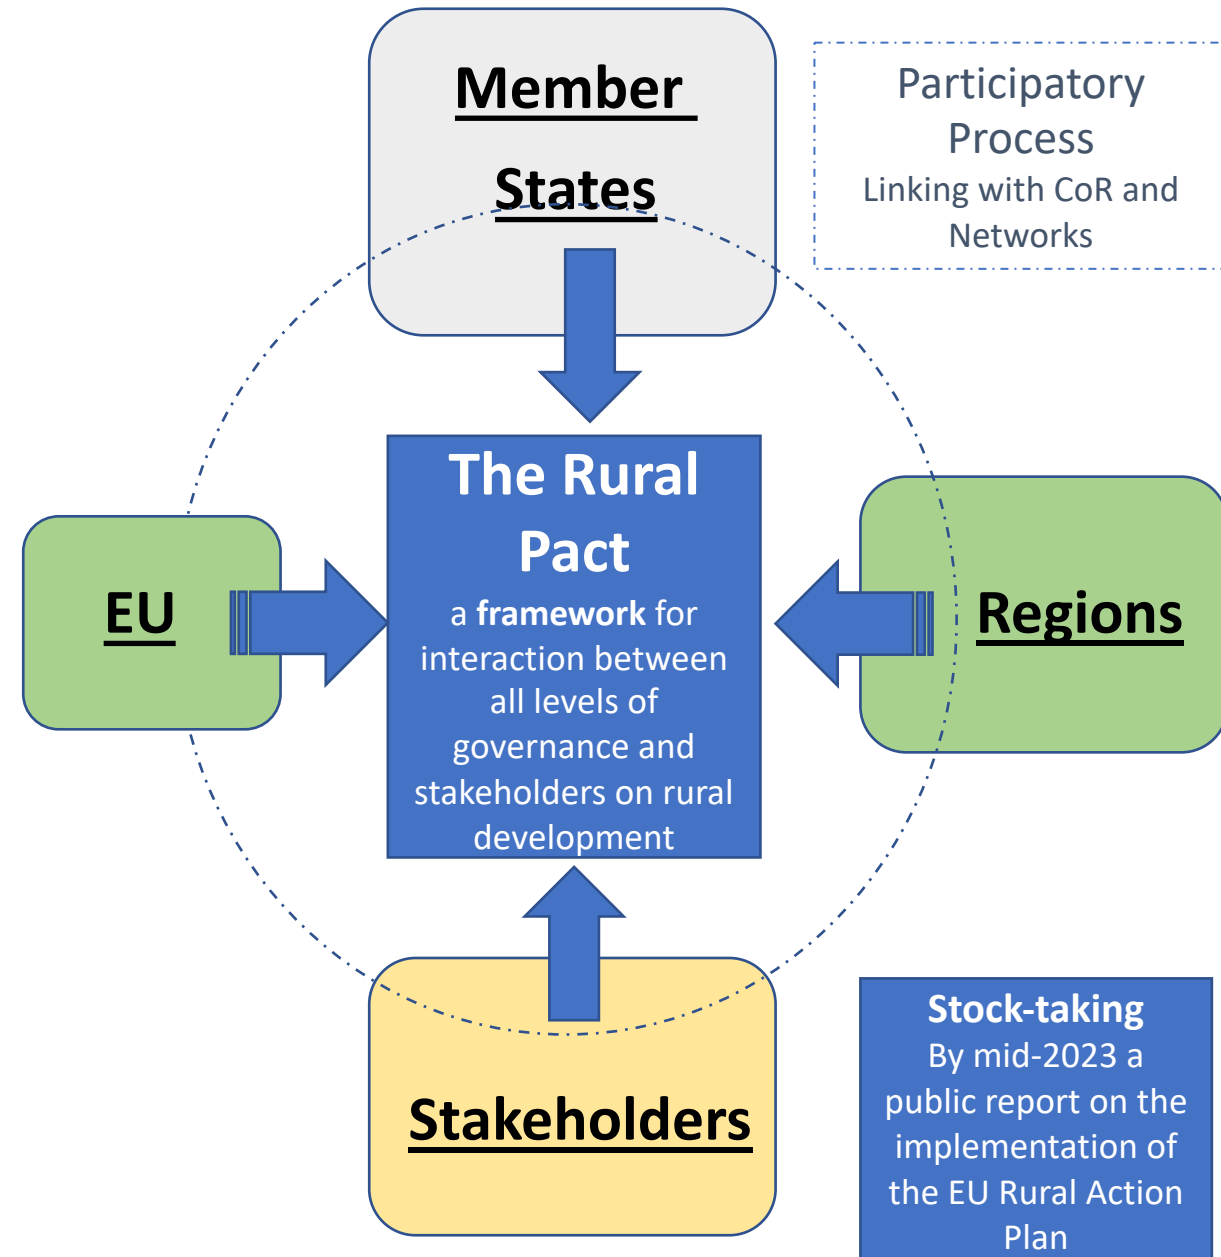 Member
States
Participatory
Process
Linking with CoR and
Networks
The Rural
Pact
a framework for
interaction between
all levels of
governance and
stakeholders on rural
development
EU
Regions
Stakeholders
Stock-taking
By mid-2023 a
public report on the
implementation of
the EU Rural Action
Plan